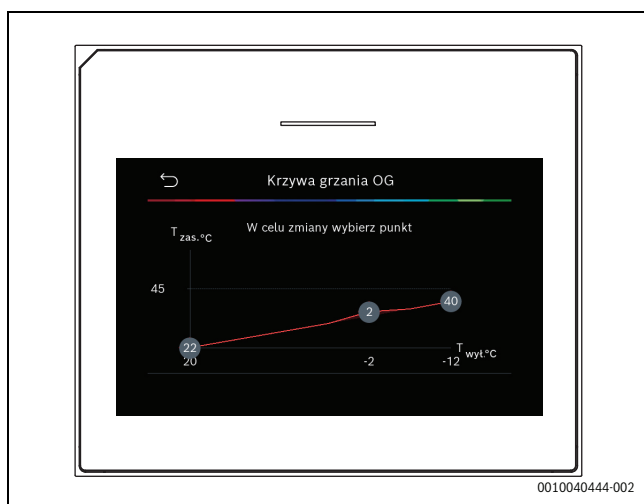 Krzywa grzania OG
W celu zmiany wybierz punkt
T zas.°C
45
22
2
40
20
-2
-12
T wył.°C
0010040444-002